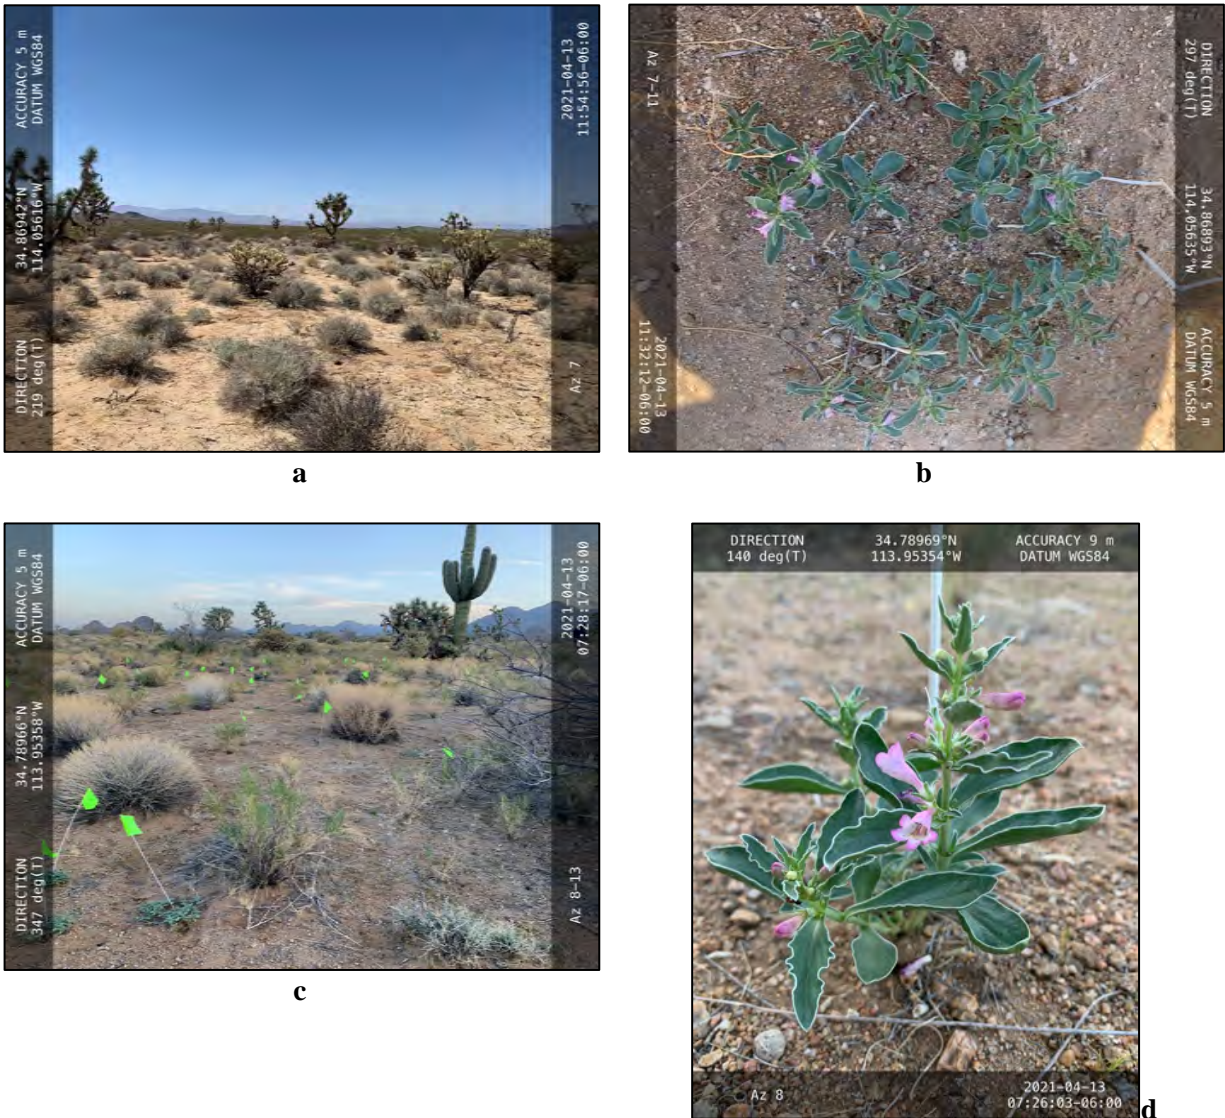 ACCURACY 5 m
DATUM WGS84
34.86942°N
114.05616°W
DIRECTION
219 deg(T)
2021-04-13
11:54:56-06:00
Az 7
a
Az 7-11
2021-04-13
11:32:12-06:00
DIRECTION
297 deg(T)
34.86893°N
114.05635°W
ACCURACY 5 m
DATUM WGS84
b
ACCURACY 5 m
DATUM WGS84
34.78966°N
113.95358°W
DIRECTION
347 deg(T)
2021-04-13
07:28:17-06:00
Az 8-13
c
DIRECTION
140 deg(T)
34.78969°N
113.95354°W
ACCURACY 9 m
DATUM WGS84
Az 8
2021-04-13
07:26:03-06:00
d